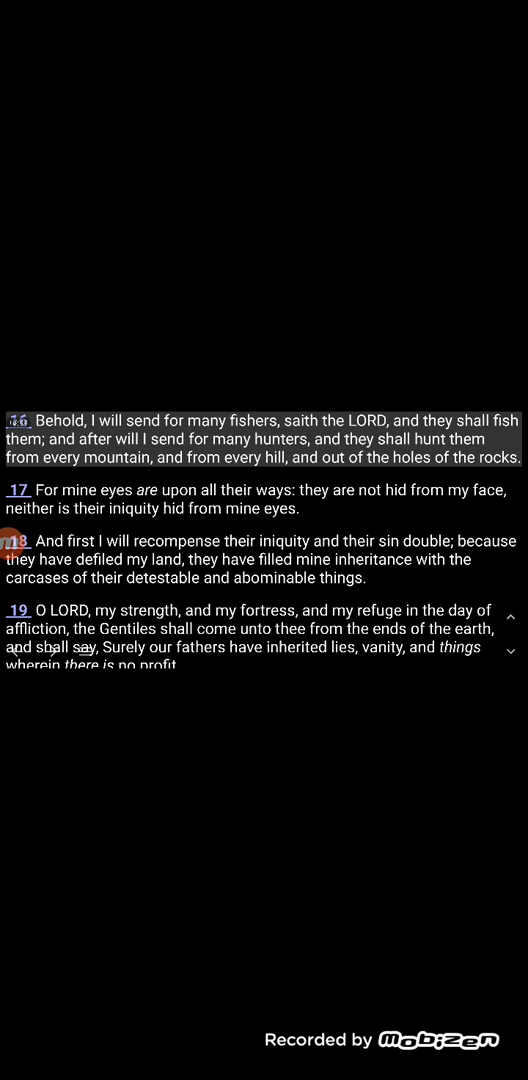 16 Behold, I will send for many fishers, saith the LORD, and they shall fish
them; and after will I send for many hunters, and they shall hunt them
from every mountain, and from every hill, and out of the holes of the rocks.
17 For mine eyes are upon all their ways: they are not hid from my face,
neither is their iniquity hid from mine eyes.
18 And first I will recompense their iniquity and their sin double; because
they have defiled my land, they have filled mine inheritance with the
carcases of their detestable and abominable things.
19 O LORD, my strength, and my fortress, and my refuge in the day of
affliction, the Gentiles shall come unto thee from the ends of the earth,
and shall say, Surely our fathers have inherited lies, vanity, and things
wherein there is no profit
Recorded by Mobizen